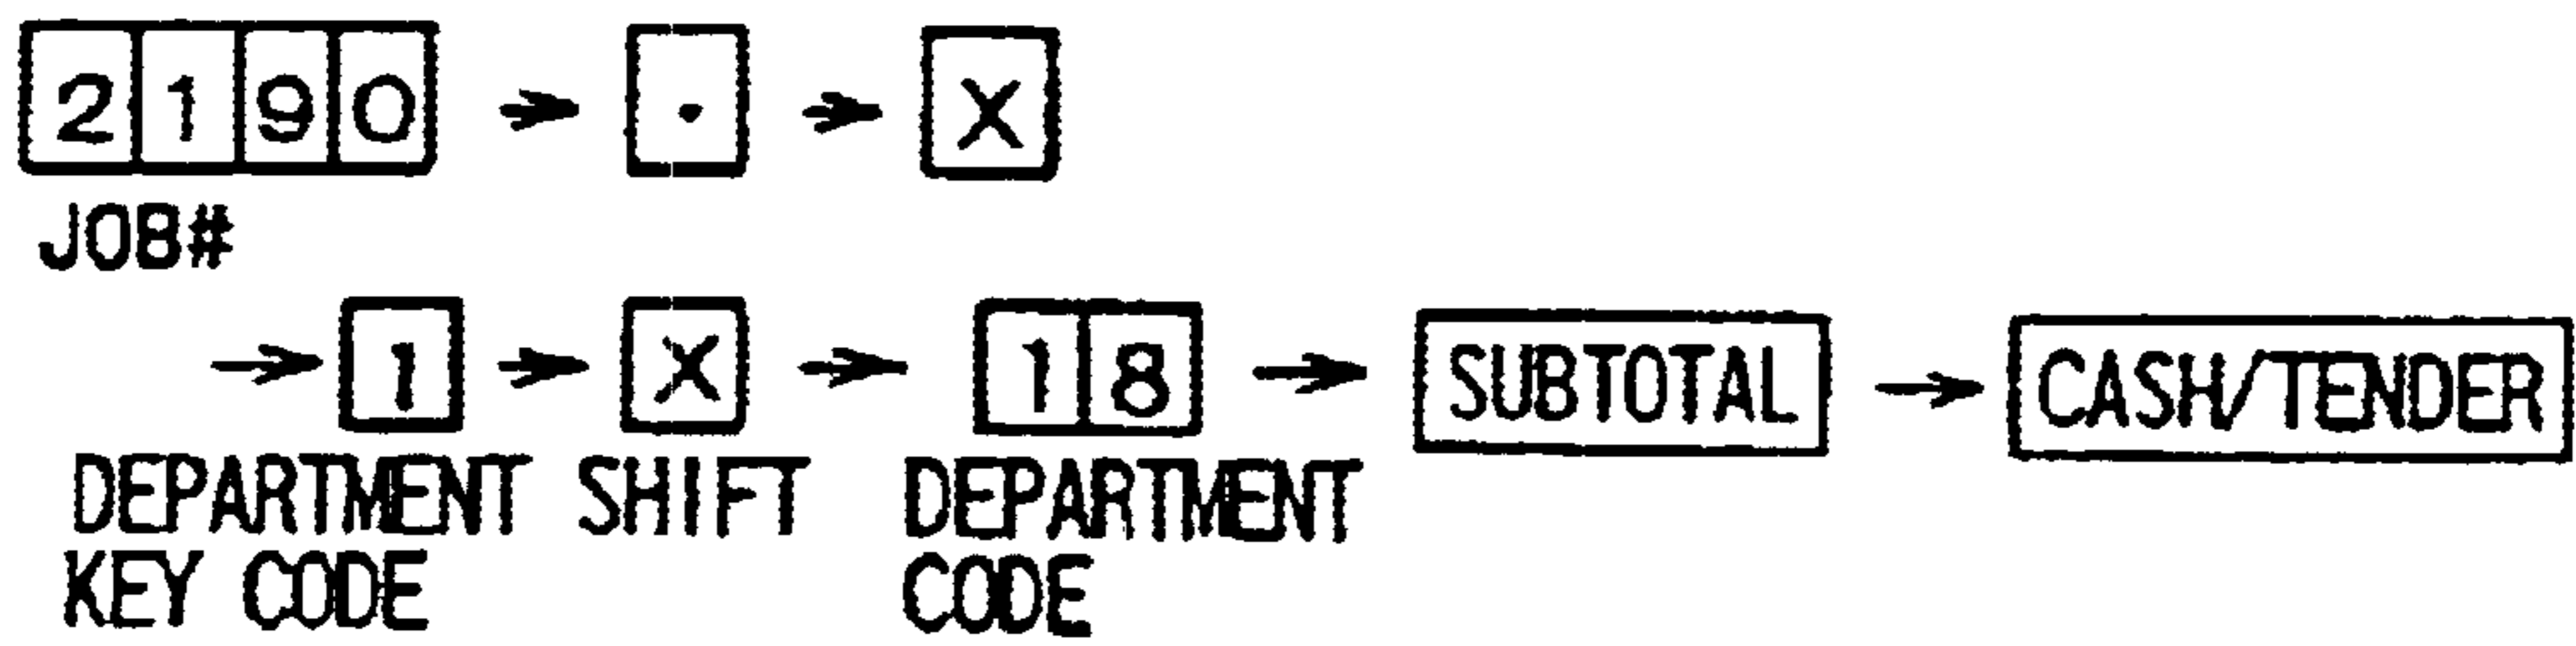 2190 → · → X
JOB#
→ 1 → X → 18 → SUBTOTAL → CASH/TENDER
DEPARTMENT SHIFT DEPARTMENT
KEY CODE CODE